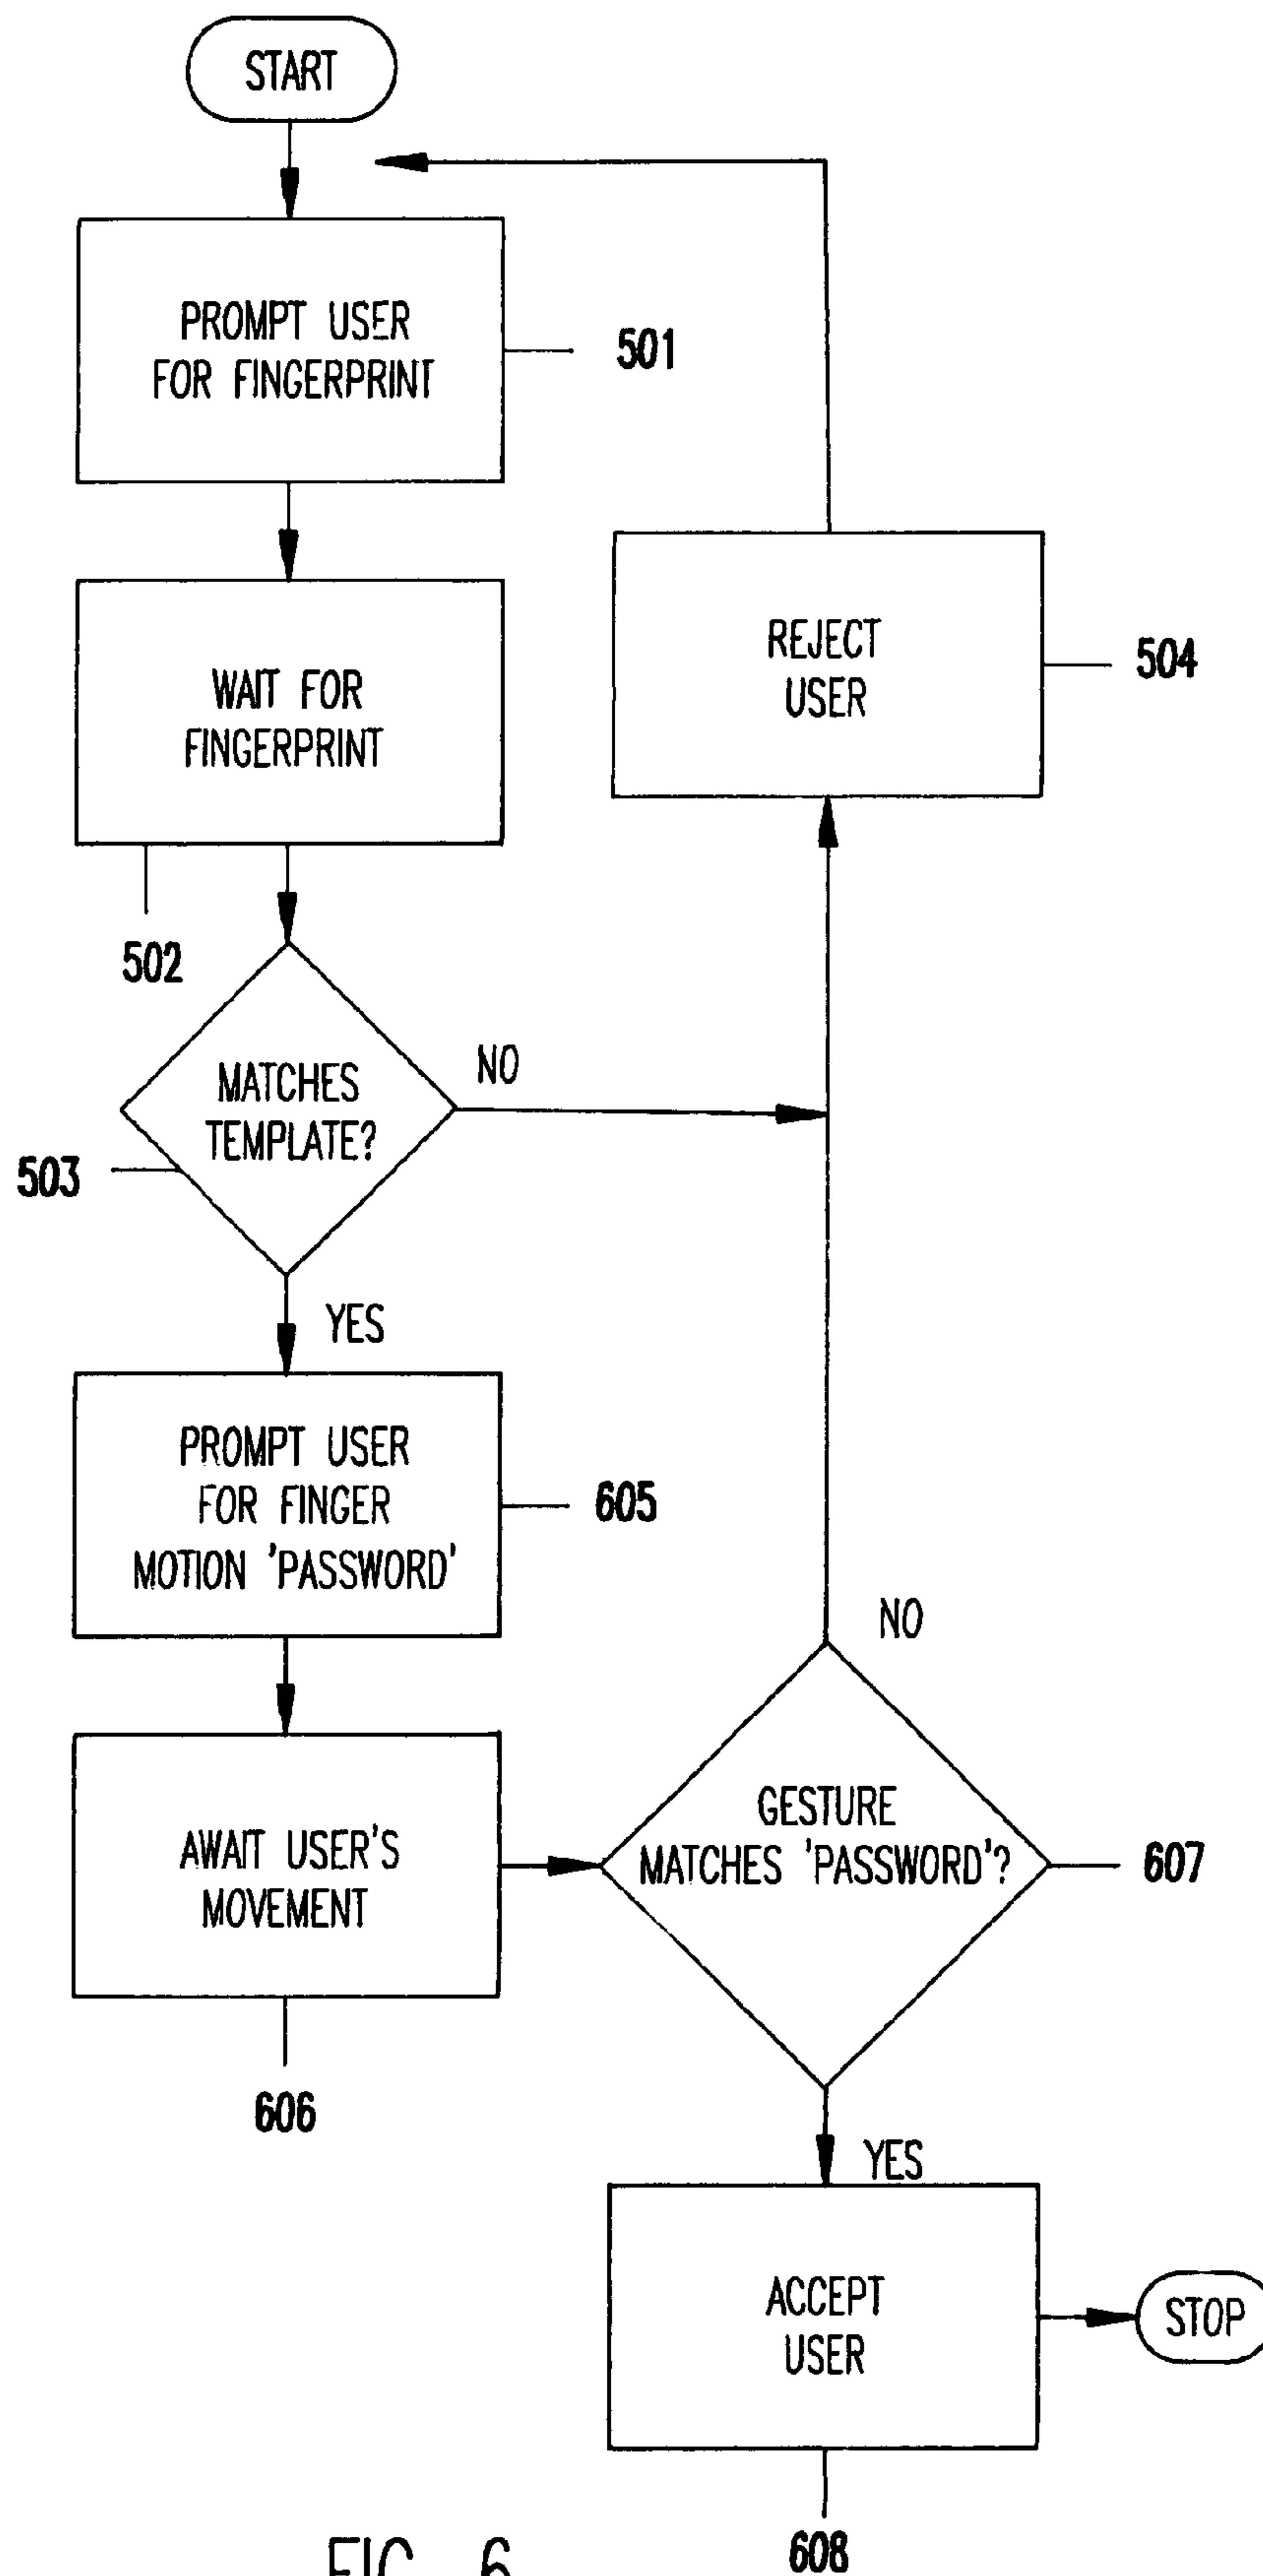 START
PROMPT USER
FOR FINGERPRINT
501
WAIT FOR
FINGERPRINT
502
REJECT
USER
504
MATCHES
TEMPLATE?
NO
503
YES
PROMPT USER
FOR FINGER
MOTION 'PASSWORD'
605
AWAIT USER'S
MOVEMENT
606
NO
GESTURE
MATCHES 'PASSWORD'?
607
YES
ACCEPT
USER
STOP
608
FIG. 6